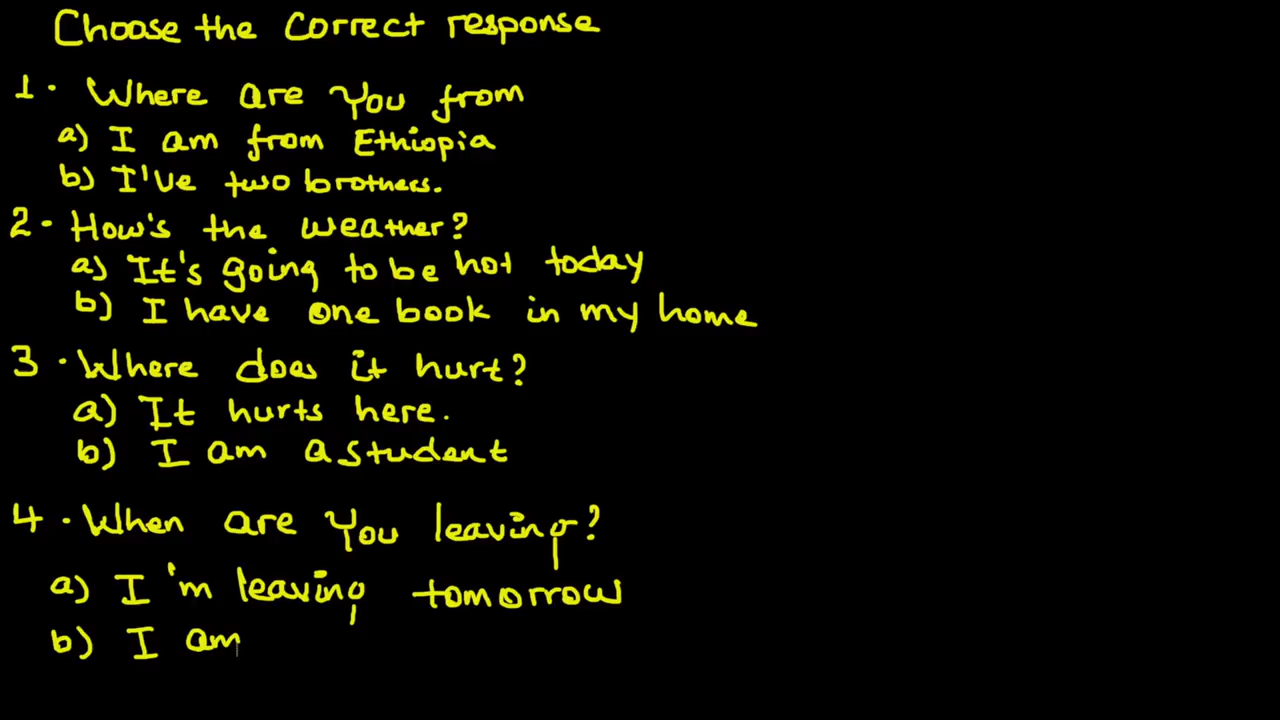 Choose the correct response
1. Where are You from
a) I am from Ethiopia
b) I've two brothers.
2. How's the weather?
a) It's going to be hot today
b) I have one book in my home
3. Where does it hurt?
a) It hurts here.
b) I am a student
4. When are You leaving?
a) I'm leaving tomorrow
b) I am